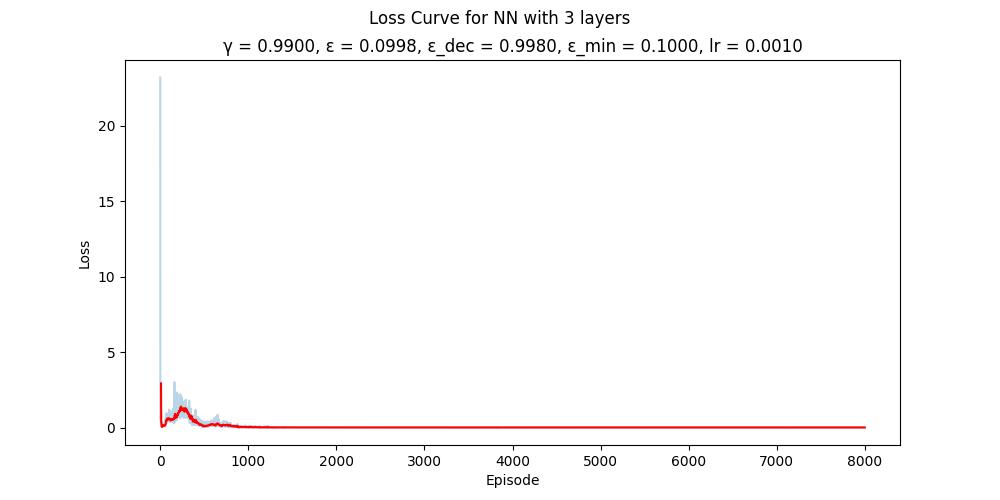 Loss Curve for NN with 3 layers
γ = 0.9900, ε = 0.0998, ε_dec = 0.9980, ε_min = 0.1000, lr = 0.0010
20
15
10
5
0
Loss
0 1000 2000 3000 4000 5000 6000 7000 8000
Episode